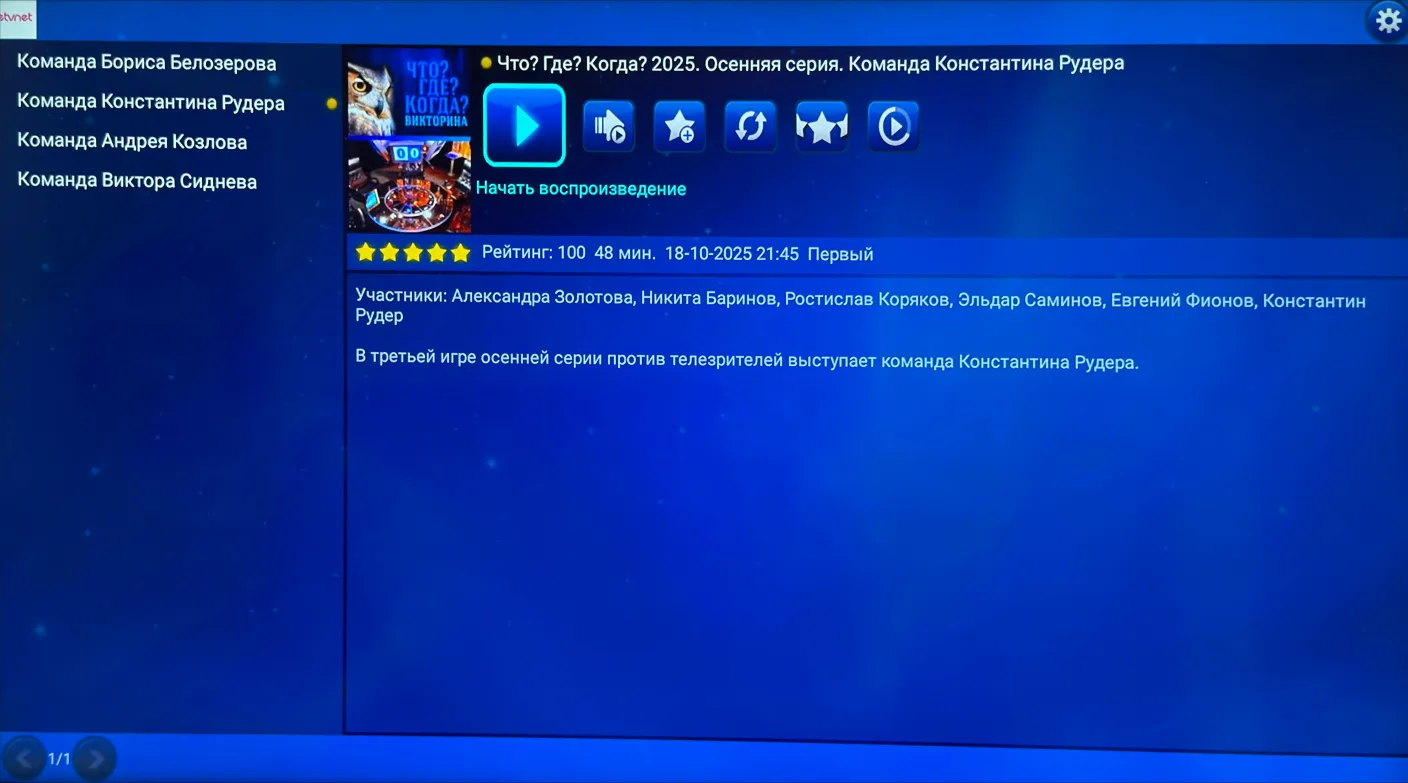 etvnet
Команда Бориса Белозерова
Команда Константина Рудера
Команда Андрея Козлова
Команда Виктора Сиднева
ЧТО?
ГДЕ?
КОГДА?
ВИКТОРИНА
00
Что? Где? Когда? 2025. Осенняя серия. Команда Константина Рудера
Начать воспроизведение
Рейтинг: 100 48 мин. 18-10-2025 21:45 Первый
Участники: Александра Золотова, Никита Баринов, Ростислав Коряков, Эльдар Саминов, Евгений Фионов, Константин
Рудер
В третьей игре осенней серии против телезрителей выступает команда Константина Рудера.
1/1